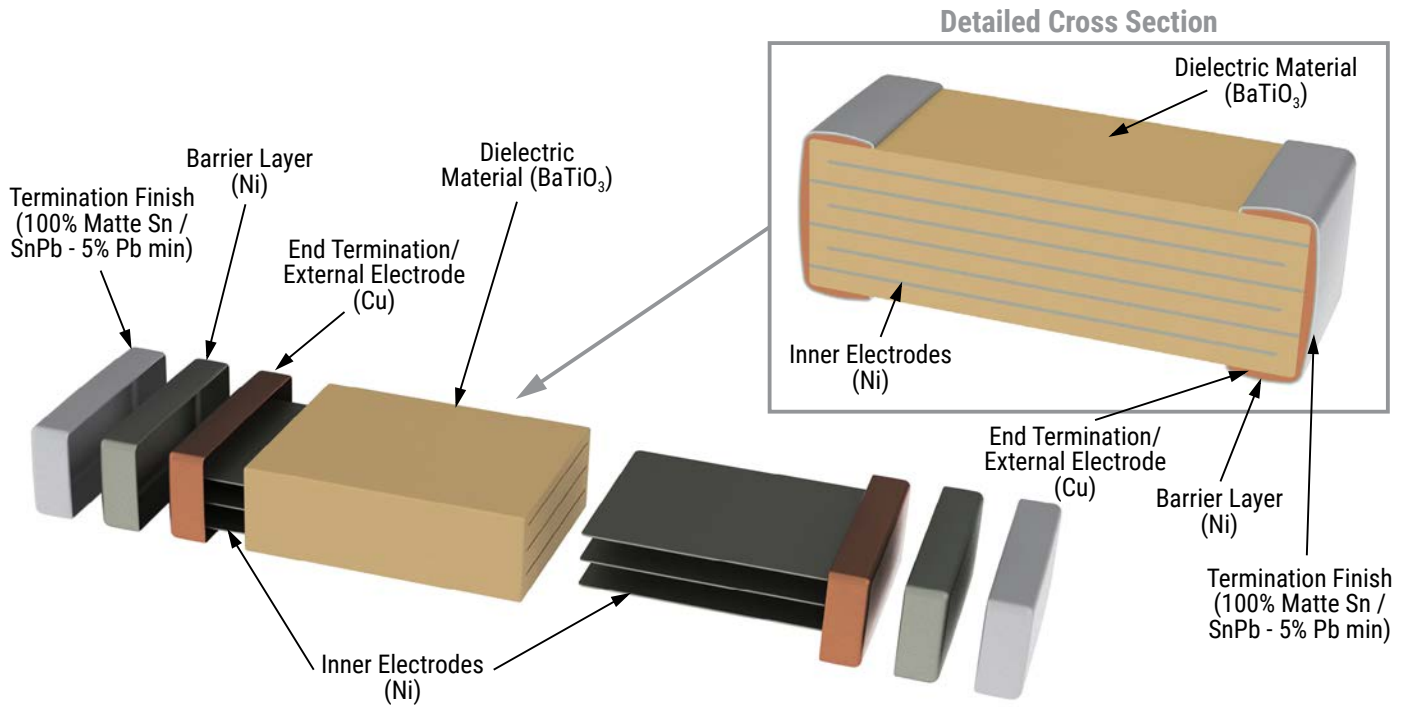 Detailed Cross Section
Dielectric Material
(BaTiO₃)
Barrier Layer
(Ni)
Dielectric
Material (BaTiO₃)
Termination Finish
(100% Matte Sn /
SnPb - 5% Pb min)
End Termination/
External Electrode
(Cu)
Inner Electrodes
(Ni)
End Termination/
External Electrode
(Cu)
Barrier Layer
(Ni)
Termination Finish
(100% Matte Sn /
SnPb - 5% Pb min)
Inner Electrodes
(Ni)